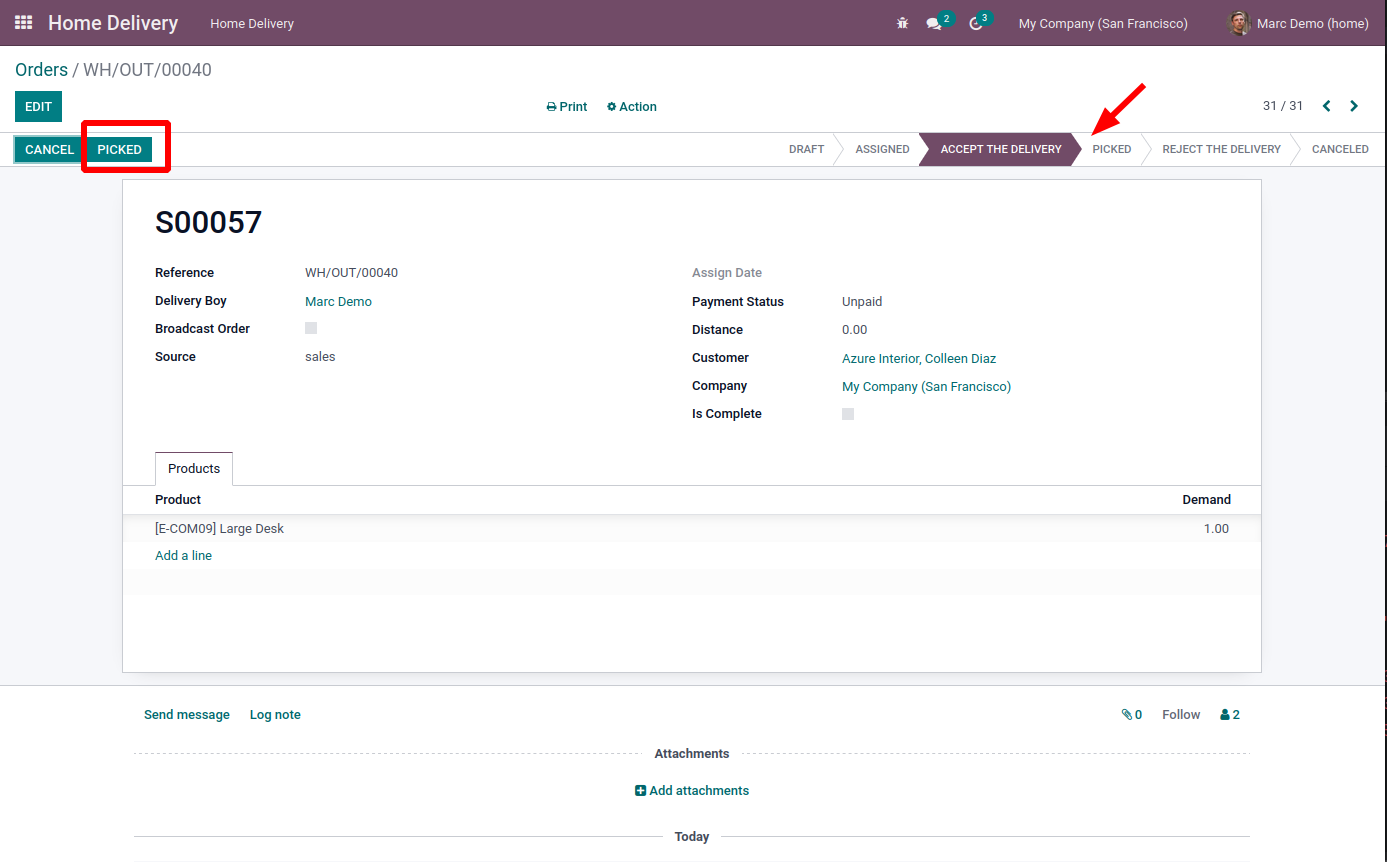 Home Delivery Home Delivery 2 3 My Company (San Francisco) Marc Demo (home)
Orders / WH/OUT/00040
EDIT Print Action 31 / 31
CANCEL PICKED DRAFT ASSIGNED ACCEPT THE DELIVERY PICKED REJECT THE DELIVERY CANCELED
S00057
Reference WH/OUT/00040 Assign Date
Delivery Boy Marc Demo Payment Status Unpaid
Broadcast Order Distance 0.00
Source sales Customer Azure Interior, Colleen Diaz
Company My Company (San Francisco)
Is Complete
Products
Product Demand
[E-COM09] Large Desk 1.00
Add a line
Send message Log note 0 Follow 2
Attachments
Add attachments
Today